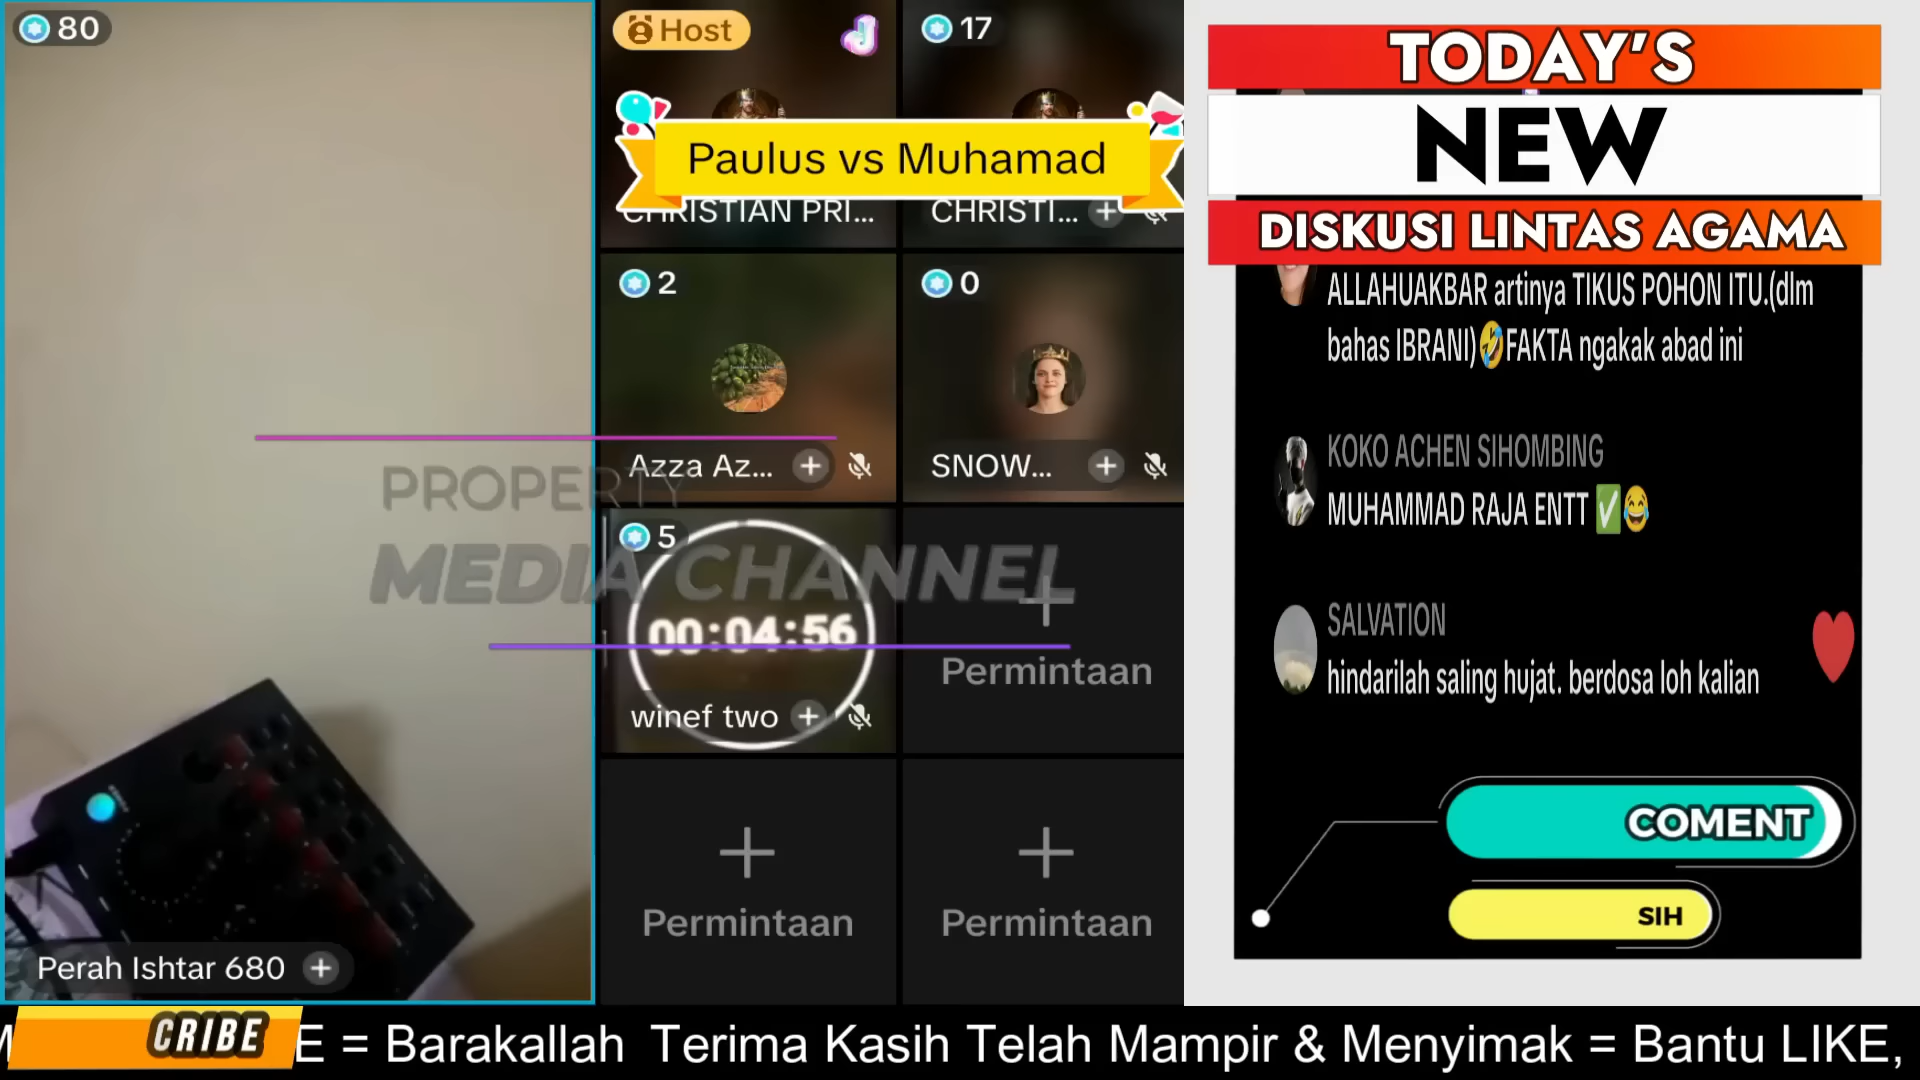 80
Host
17
Paulus vs Muhamad
CHRISTIAN PRI...
CHRISTI...
2
0
Azza Az...
SNOW...
PROPERTY
MEDIA CHANNEL
5
00:04:56
winef two
Permintaan
Permintaan
Permintaan
Perah Ishtar 680
TODAY'S
NEW
DISKUSI LINTAS AGAMA
ALLAHUAKBAR artinya TIKUS POHON ITU.(dlm
bahas IBRANI)🤣FAKTA ngakak abad ini
KOKO ACHEN SIHOMBING
MUHAMMAD RAJA ENTT ✅😂
SALVATION
hindarilah saling hujat. berdosa loh kalian
COMENT
SIH
CRIBE
E = Barakallah Terima Kasih Telah Mampir & Menyimak = Bantu LIKE,